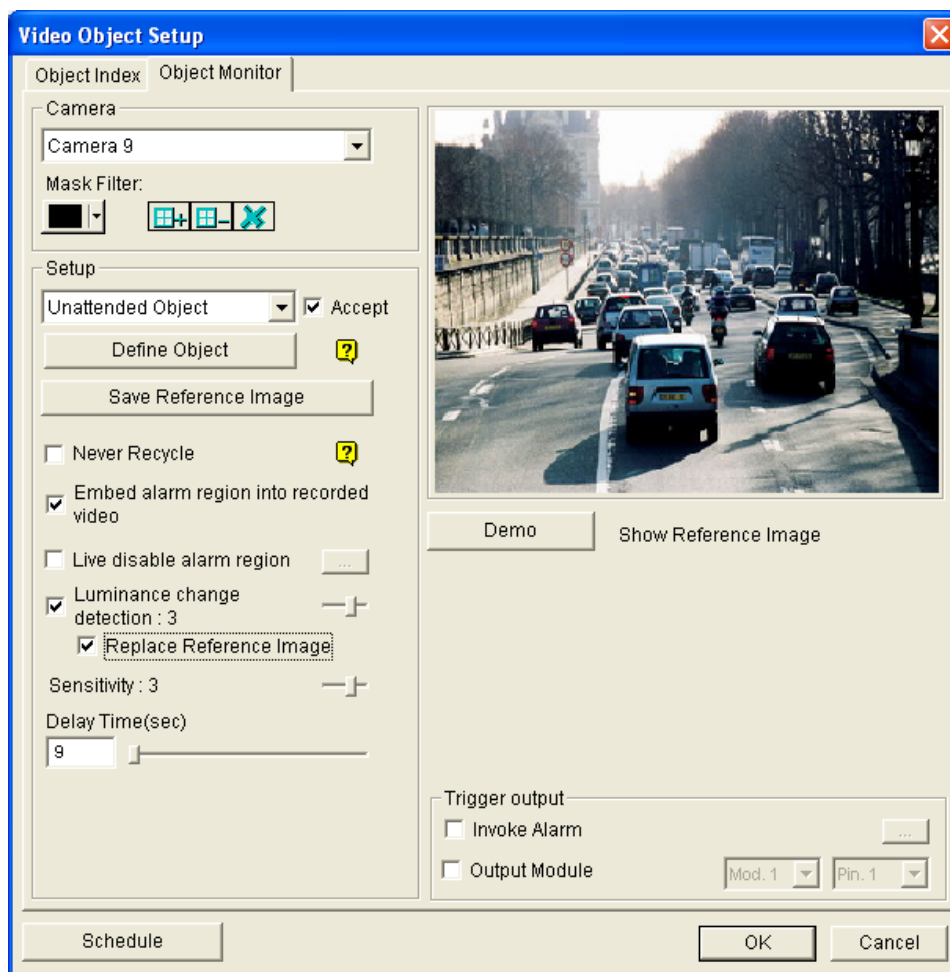 Video Object Setup
Object Index
Object Monitor
Camera
Camera 9
Mask Filter:
Setup
Unattended Object
Accept
Define Object
?
Save Reference Image
Never Recycle
?
Embed alarm region into recorded
video
Live disable alarm region
...
Luminance change
detection : 3
Replace Reference Image
Sensitivity : 3
Delay Time(sec)
9
Demo
Show Reference Image
Trigger output
Invoke Alarm
...
Output Module
Mod. 1
Pin. 1
Schedule
OK
Cancel